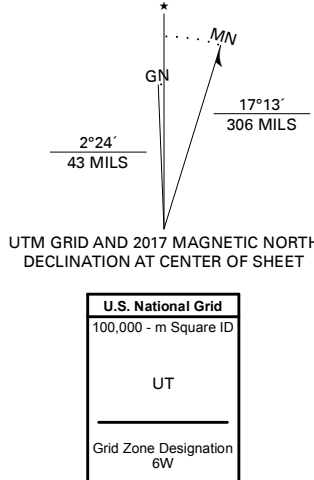 ★
MN
GN
2°24´
43 MILS
17°13´
306 MILS
UTM GRID AND 2017 MAGNETIC NORTH
DECLINATION AT CENTER OF SHEET
U.S. National Grid
100,000 - m Square ID
UT
Grid Zone Designation
6W